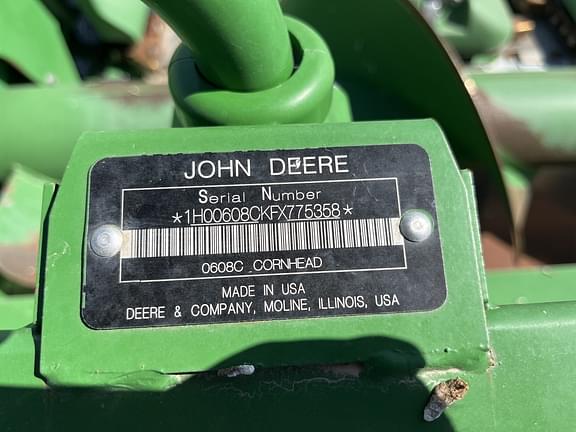 JOHN DEERE
Serial Number
*1H00608CKFX775358*
0608C CORNHEAD
MADE IN USA
DEERE & COMPANY, MOLINE, ILLINOIS, USA